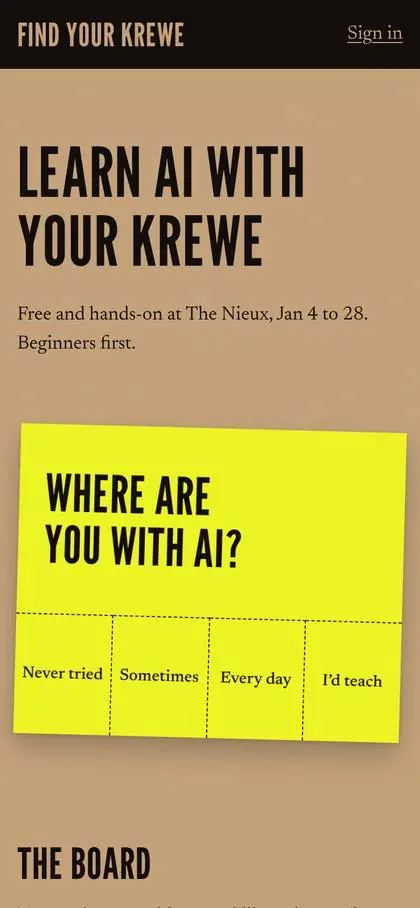 FIND YOUR KREWE
Sign in
LEARN AI WITH
YOUR KREWE
Free and hands-on at The Nieux, Jan 4 to 28.
Beginners first.
WHERE ARE
YOU WITH AI?
Never tried
Sometimes
Every day
I’d teach
THE BOARD